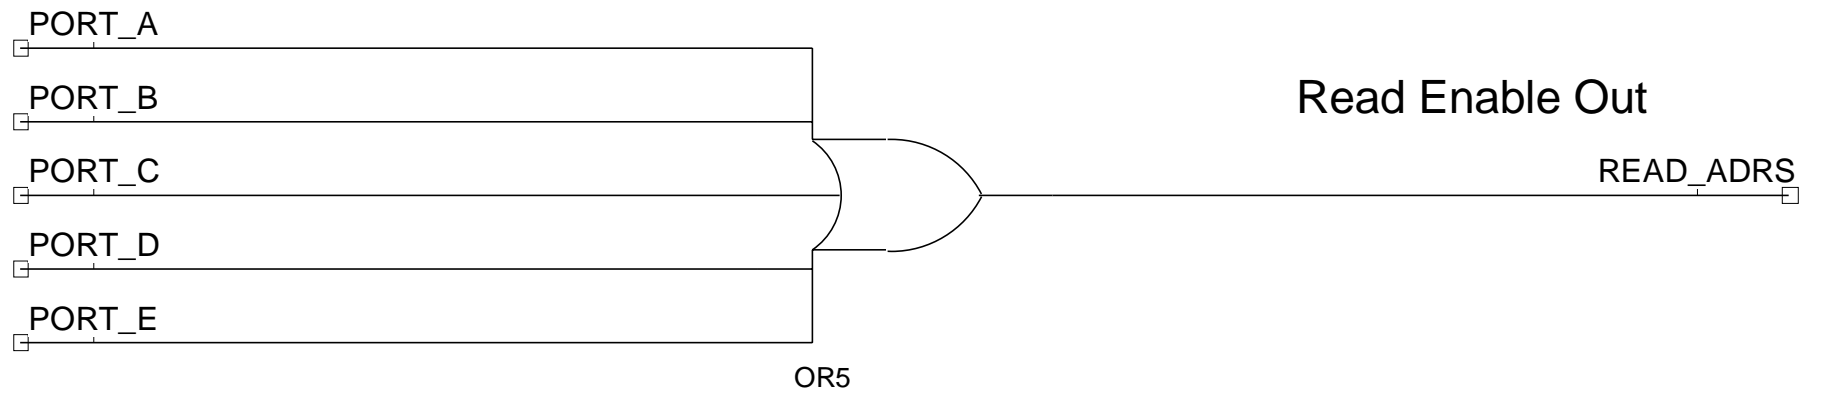 PORT_A
PORT_B
Read Enable Out
PORT_C
READ_ADRS
PORT_D
PORT_E
OR5